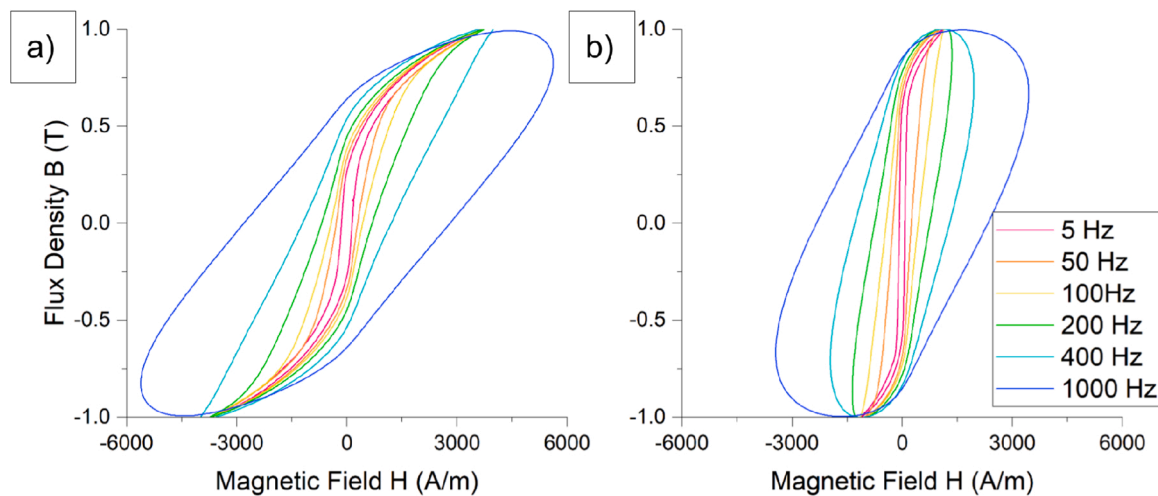 a)
1.0
0.5
0.0
-0.5
-1.0
-6000
-3000
0
3000
6000
Flux Density B (T)
Magnetic Field H (A/m)
b)
1.0
0.5
0.0
-0.5
-1.0
-6000
-3000
0
3000
6000
Magnetic Field H (A/m)
5 Hz
50 Hz
100Hz
200 Hz
400 Hz
1000 Hz